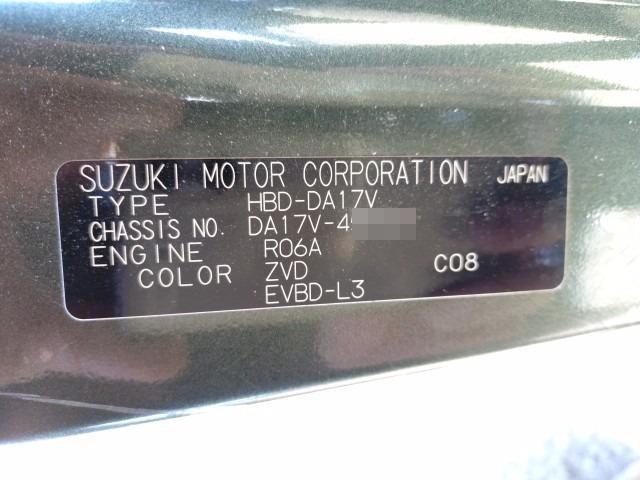 SUZUKI MOTOR CORPORATION JAPAN
TYPE HBD-DA17V
CHASSIS NO. DA17V-4
ENGINE R06A
COLOR ZVD C08
EVBD-L3